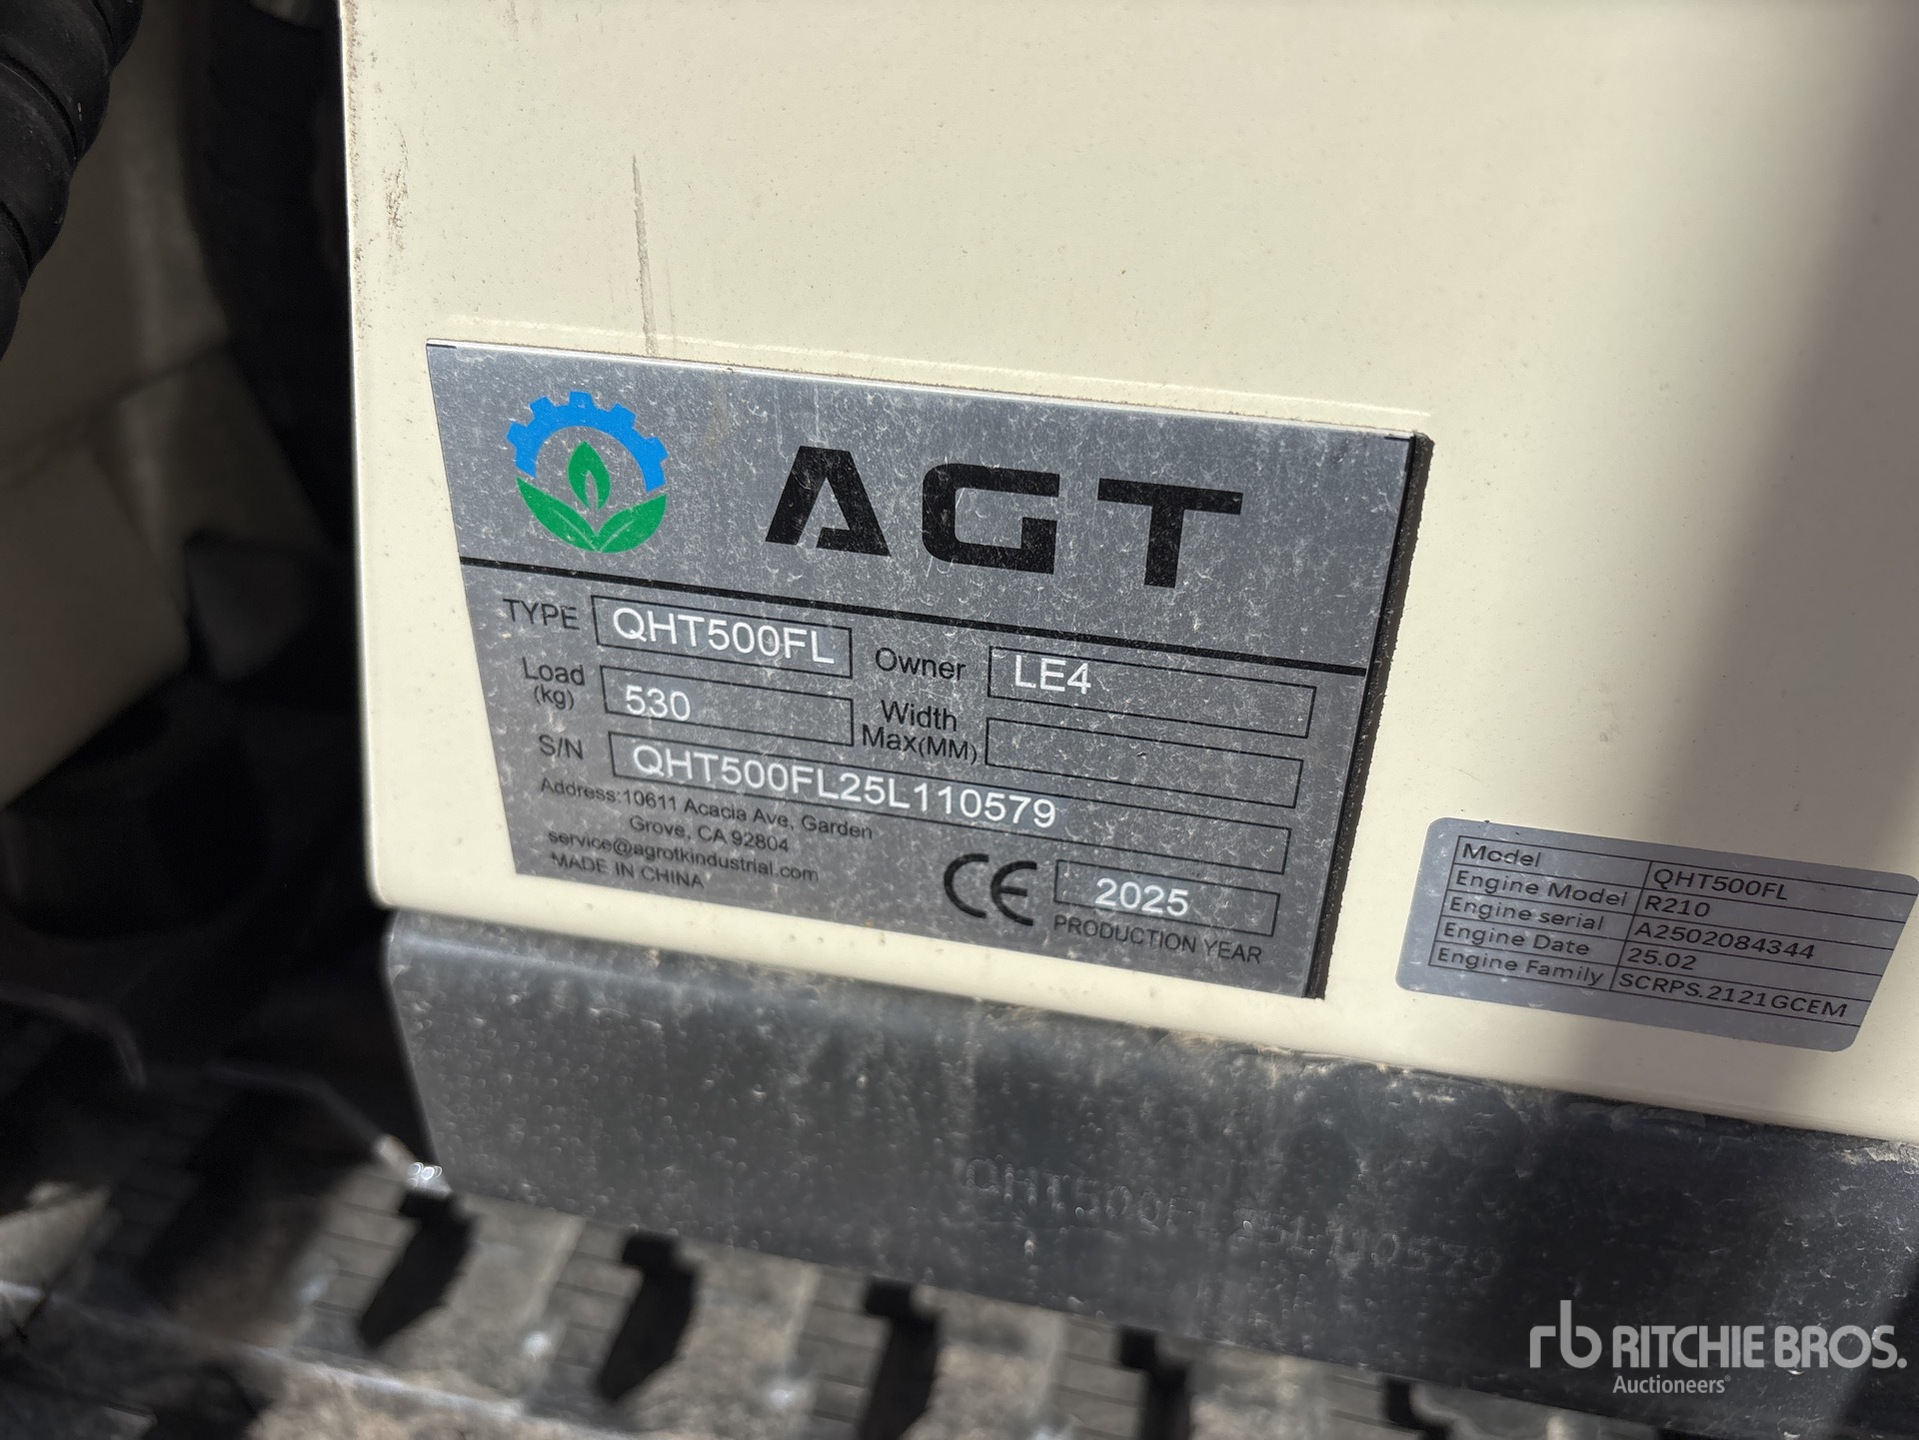 AGT
TYPE QHT500FL Owner LE4
Load (kg) 530 Width Max(MM)
S/N QHT500FL25L110579
Address:10611 Acacia Ave, Garden
Grove, CA 92804
service@agrotkindustrial.com
*MADE IN CHINA
CE 2025
PRODUCTION YEAR
Model QHT500FL
Engine Model R210
Engine serial A2502084344
Engine Date 25.02
Engine Family SCRPS.2121GCEM
QHT500FL25L110579
rb RITCHIE BROS.
Auctioneers